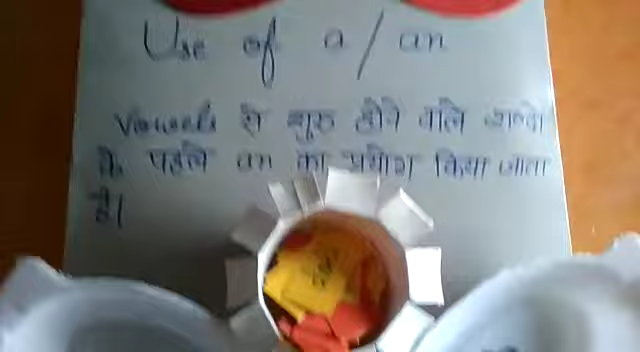 Use of a / an
Vowels से शुरु होने वाले शब्दो
के पहले an का प्रयोग किया जाता
है।